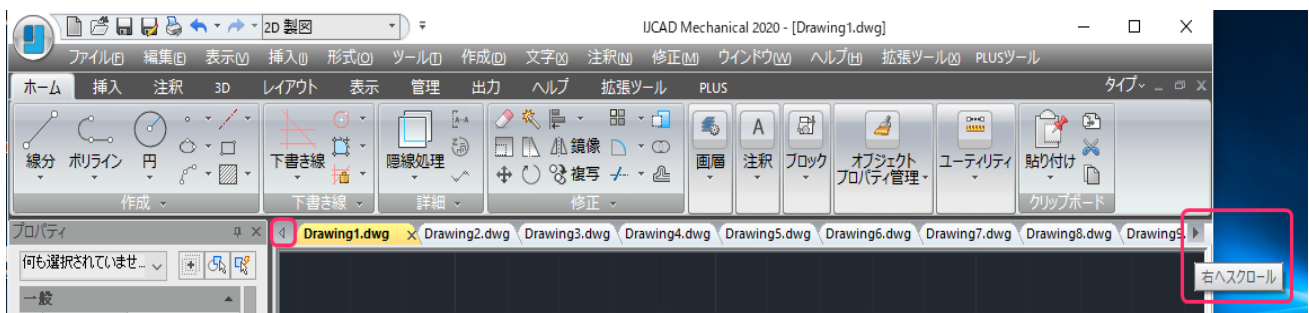 2D 製図 IJCAD Mechanical 2020 - [Drawing1.dwg]
ファイル(F) 編集(E) 表示(V) 挿入(I) 形式(O) ツール(T) 作成(D) 文字(X) 注釈(N) 修正(M) ウインドウ(W) ヘルプ(H) 拡張ツール(X) PLUSツール
ホーム 挿入 注釈 3D レイアウト 表示 管理 出力 ヘルプ 拡張ツール PLUS タイプ
鏡像
線分 ポリライン 円 下書き線 隠線処理 複写 画層 注釈 ブロック オブジェクト ユーティリティ 貼り付け
プロパティ管理
作成 下書き線 詳細 修正 クリップボード
プロパティ Drawing1.dwg Drawing2.dwg Drawing3.dwg Drawing4.dwg Drawing5.dwg Drawing6.dwg Drawing7.dwg Drawing8.dwg Drawing9.
何も選択されていませ...
右へスクロール
一般